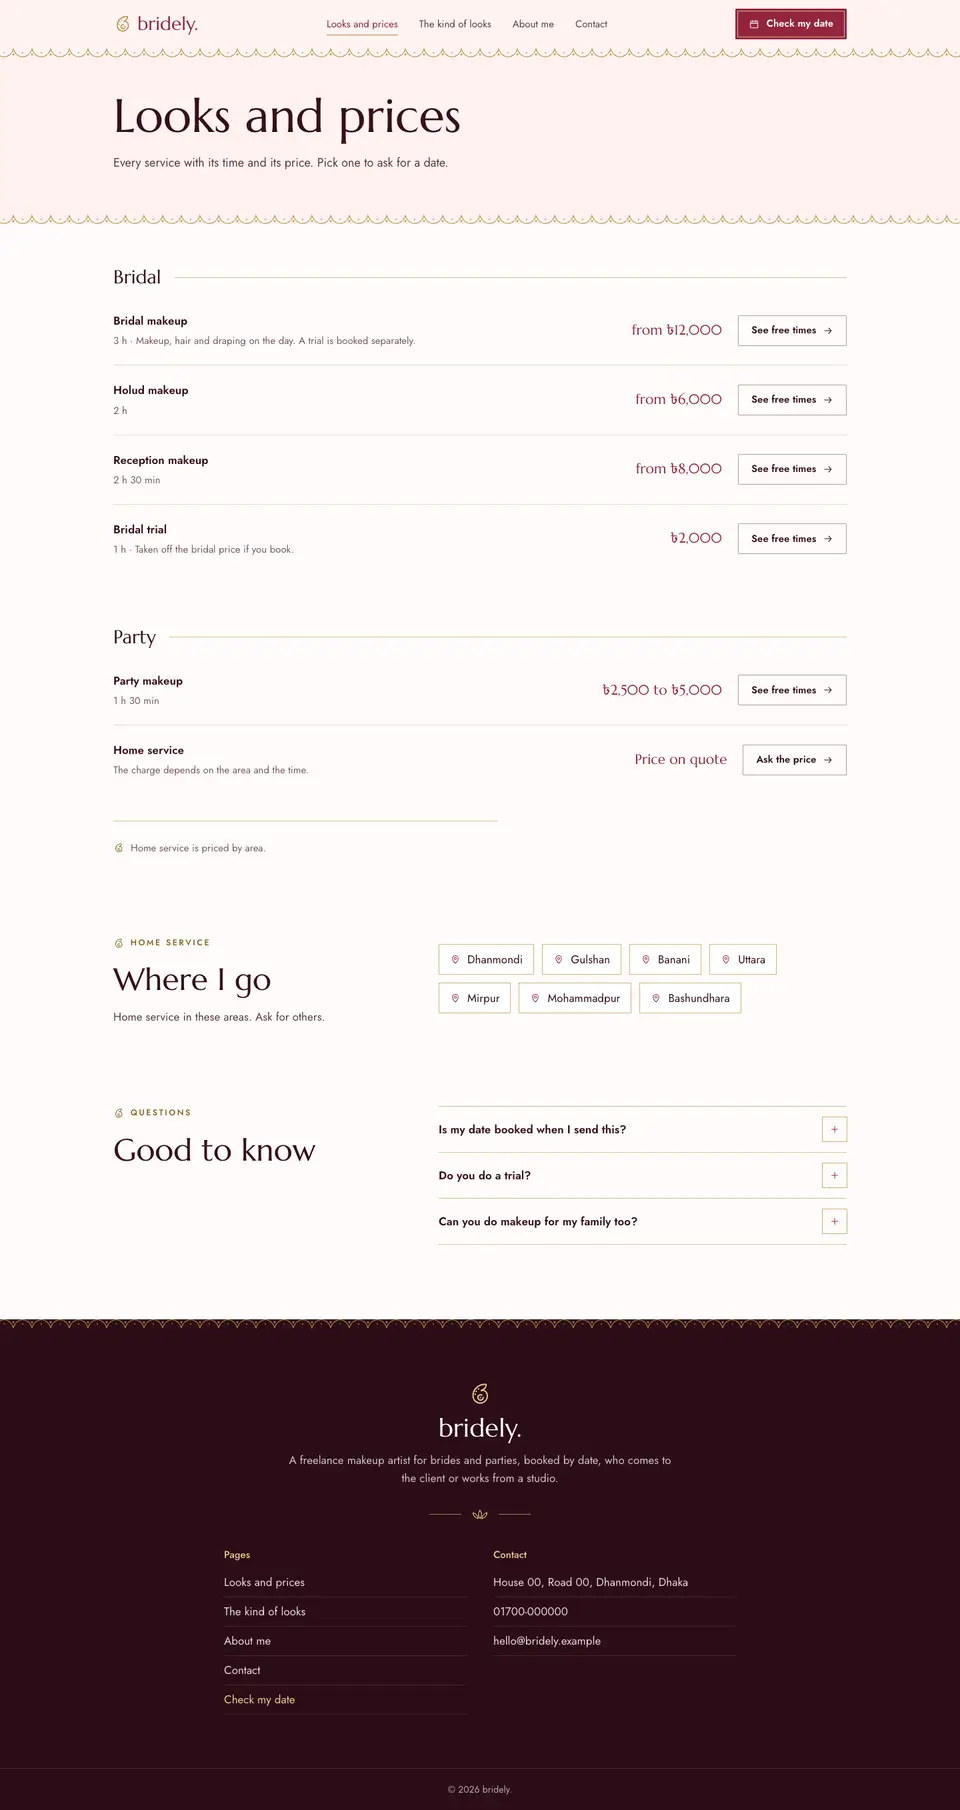 bridely.
Looks and prices
The kind of looks
About me
Contact
Check my date
Looks and prices
Every service with its time and its price. Pick one to ask for a date.
Bridal
Bridal makeup
3 h · Makeup, hair and draping on the day. A trial is booked separately.
from ৳12,000
See free times →
Holud makeup
2 h
from ৳6,000
See free times →
Reception makeup
2 h 30 min
from ৳8,000
See free times →
Bridal trial
1 h · Taken off the bridal price if you book.
৳2,000
See free times →
Party
Party makeup
1 h 30 min
৳2,500 to ৳5,000
See free times →
Home service
The charge depends on the area and the time.
Price on quote
Ask the price →
Home service is priced by area.
HOME SERVICE
Where I go
Home service in these areas. Ask for others.
Dhanmondi
Gulshan
Banani
Uttara
Mirpur
Mohammadpur
Bashundhara
QUESTIONS
Good to know
Is my date booked when I send this?
+
Do you do a trial?
+
Can you do makeup for my family too?
+
bridely.
A freelance makeup artist for brides and parties, booked by date, who comes to
the client or works from a studio.
Pages
Looks and prices
The kind of looks
About me
Contact
Check my date
Contact
House 00, Road 00, Dhanmondi, Dhaka
01700-000000
hello@bridely.example
© 2026 bridely.